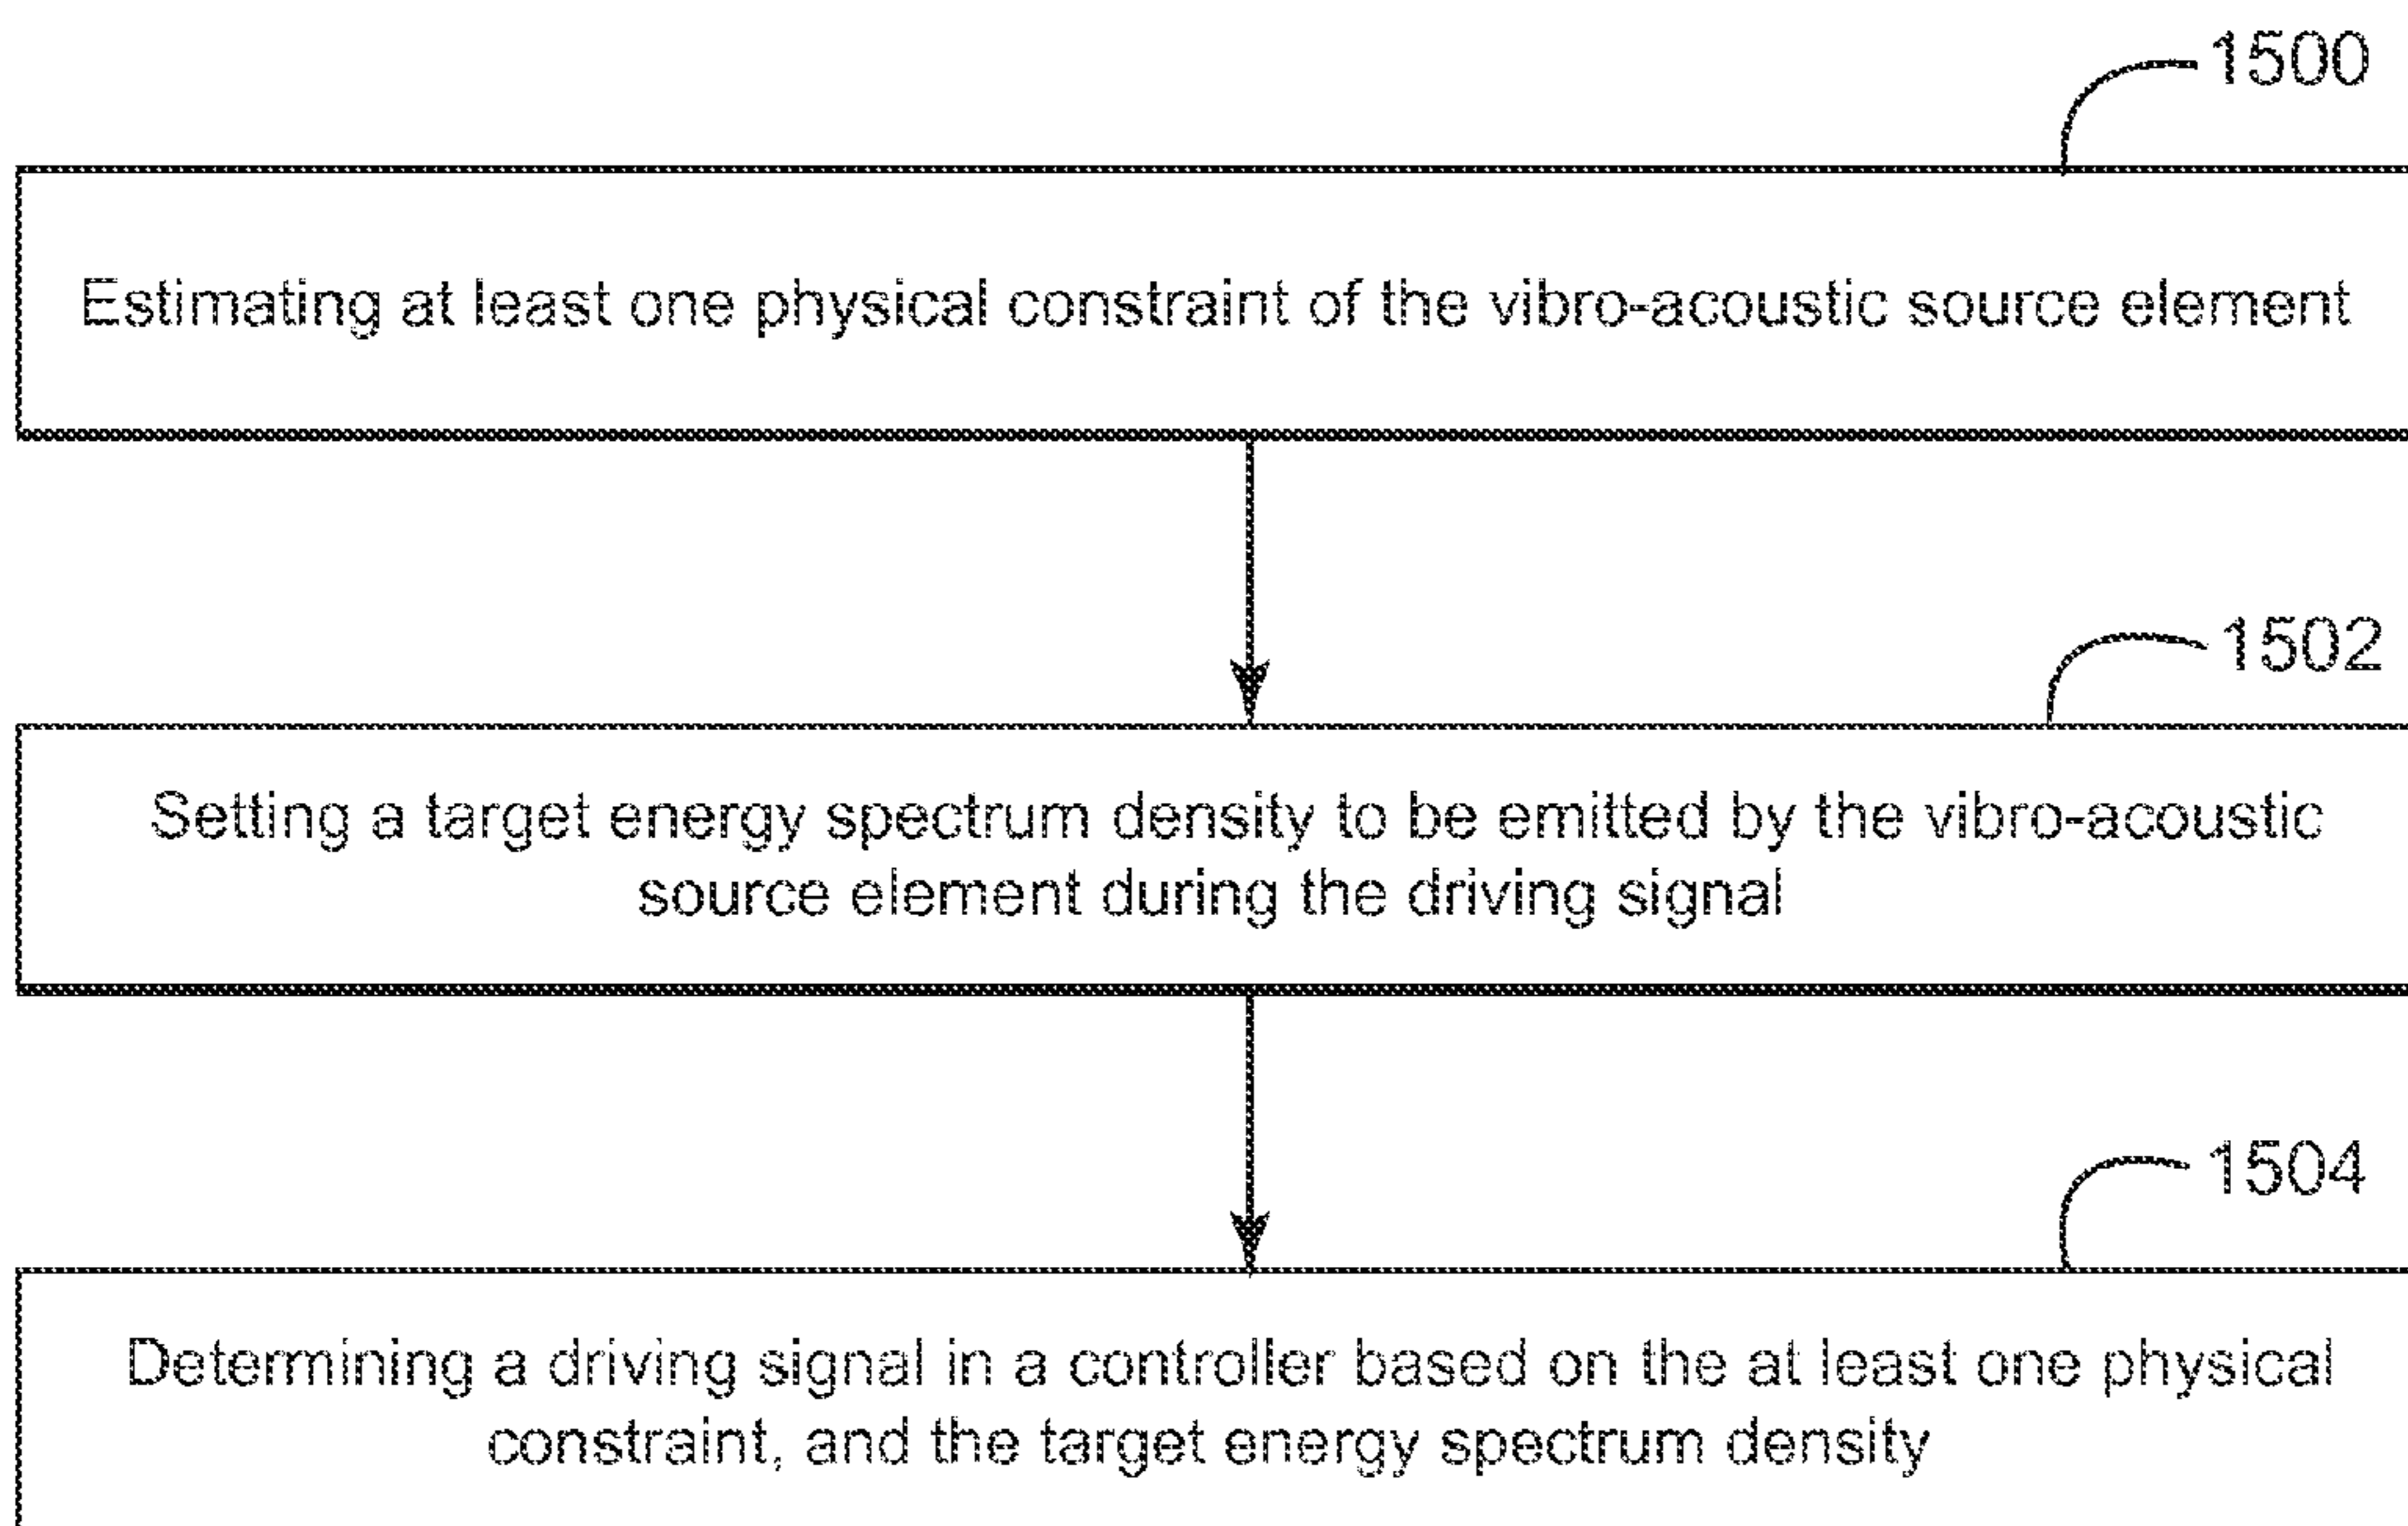 1500
Estimating at least one physical constraint of the vibro-acoustic source element
1502
Setting a target energy spectrum density to be emitted by the vibro-acoustic
source element during the driving signal
1504
Determining a driving signal in a controller based on the at least one physical
constraint, and the target energy spectrum density